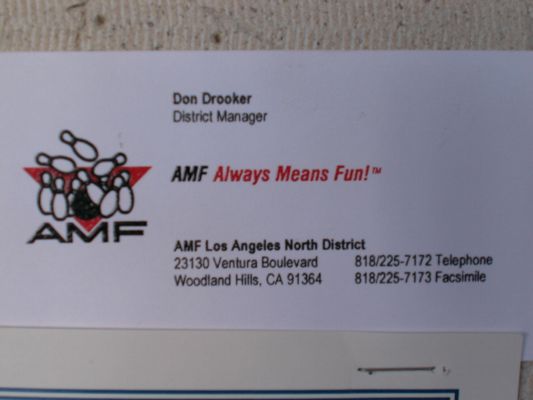 Don Drooker
District Manager
AMF Always Means Fun!™
AMF
AMF Los Angeles North District
23130 Ventura Boulevard 818/225-7172 Telephone
Woodland Hills, CA 91364 818/225-7173 Facsimile